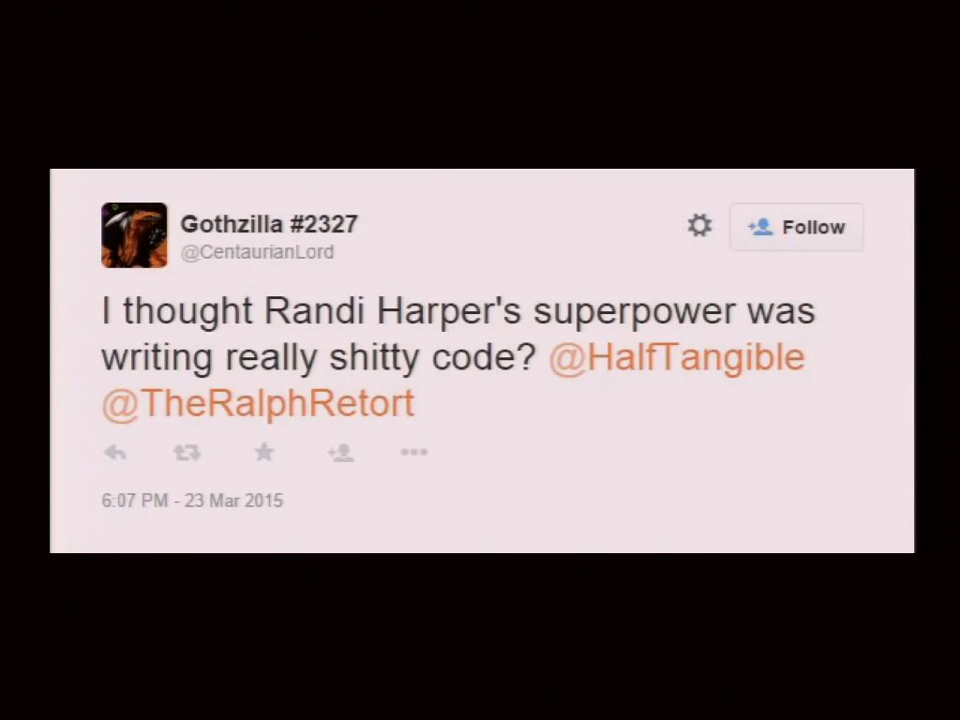 Gothzilla #2327
@CentaurianLord
Follow
I thought Randi Harper's superpower was
writing really shitty code? @HalfTangible
@TheRalphRetort
6:07 PM - 23 Mar 2015